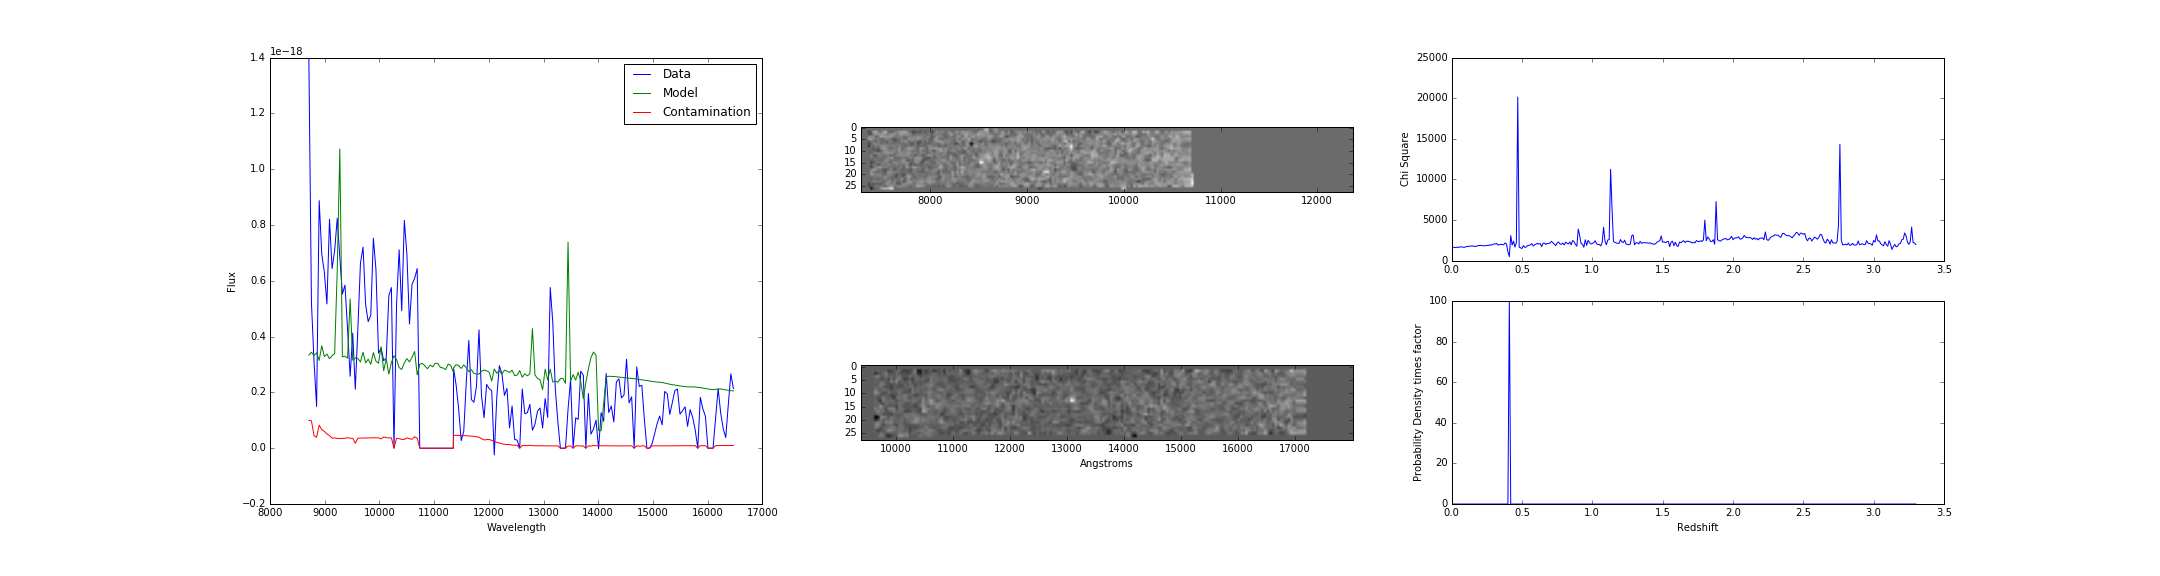 1e−18
1.4
1.2
1.0
0.8
0.6
0.4
0.2
0.0
−0.2
Flux
8000 9000 10000 11000 12000 13000 14000 15000 16000 17000
Wavelength
Data
Model
Contamination
0
5
10
15
20
25
8000 9000 10000 11000 12000
0
5
10
15
20
25
10000 11000 12000 13000 14000 15000 16000 17000
Angstroms
25000
20000
15000
10000
5000
0
Chi Square
0.0 0.5 1.0 1.5 2.0 2.5 3.0 3.5
100
80
60
40
20
0
Probability Density times factor
0.0 0.5 1.0 1.5 2.0 2.5 3.0 3.5
Redshift